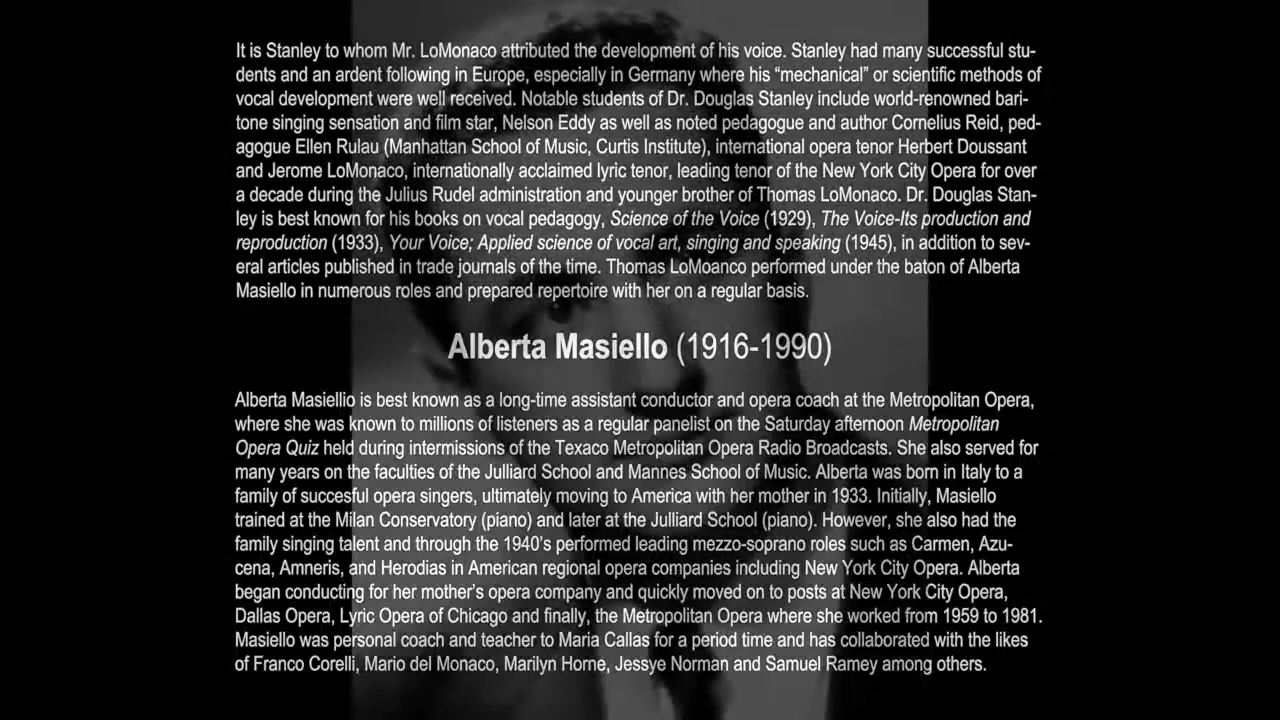 It is Stanley to whom Mr. LoMonaco attributed the development of his voice. Stanley had many successful stu-
dents and an ardent following in Europe, especially in Germany where his “mechanical” or scientific methods of
vocal development were well received. Notable students of Dr. Douglas Stanley include world-renowned bari-
tone singing sensation and film star, Nelson Eddy as well as noted pedagogue and author Cornelius Reid, ped-
agogue Ellen Rulau (Manhattan School of Music, Curtis Institute), international opera tenor Herbert Doussant
and Jerome LoMonaco, internationally acclaimed lyric tenor, leading tenor of the New York City Opera for over
a decade during the Julius Rudel administration and younger brother of Thomas LoMonaco. Dr. Douglas Stan-
ley is best known for his books on vocal pedagogy, Science of the Voice (1929), The Voice-Its production and
reproduction (1933), Your Voice; Applied science of vocal art, singing and speaking (1945), in addition to sev-
eral articles published in trade journals of the time. Thomas LoMoanco performed under the baton of Alberta
Masiello in numerous roles and prepared repertoire with her on a regular basis.
Alberta Masiello (1916-1990)
Alberta Masiellio is best known as a long-time assistant conductor and opera coach at the Metropolitan Opera,
where she was known to millions of listeners as a regular panelist on the Saturday afternoon Metropolitan
Opera Quiz held during intermissions of the Texaco Metropolitan Opera Radio Broadcasts. She also served for
many years on the faculties of the Julliard School and Mannes School of Music. Alberta was born in Italy to a
family of succesful opera singers, ultimately moving to America with her mother in 1933. Initially, Masiello
trained at the Milan Conservatory (piano) and later at the Julliard School (piano). However, she also had the
family singing talent and through the 1940’s performed leading mezzo-soprano roles such as Carmen, Azu-
cena, Amneris, and Herodias in American regional opera companies including New York City Opera. Alberta
began conducting for her mother’s opera company and quickly moved on to posts at New York City Opera,
Dallas Opera, Lyric Opera of Chicago and finally, the Metropolitan Opera where she worked from 1959 to 1981.
Masiello was personal coach and teacher to Maria Callas for a period time and has collaborated with the likes
of Franco Corelli, Mario del Monaco, Marilyn Horne, Jessye Norman and Samuel Ramey among others.